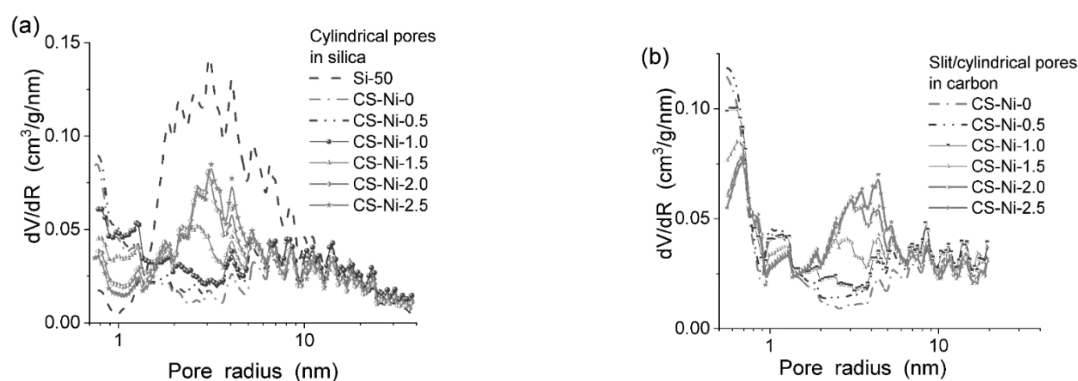 (a)
Cylindrical pores
in silica
Si-50
CS-Ni-0
CS-Ni-0.5
CS-Ni-1.0
CS-Ni-1.5
CS-Ni-2.0
CS-Ni-2.5
0.15
0.10
0.05
0.00
dV/dR (cm³/g/nm)
1
10
Pore radius (nm)
(b)
Slit/cylindrical pores
in carbon
CS-Ni-0
CS-Ni-0.5
CS-Ni-1.0
CS-Ni-1.5
CS-Ni-2.0
CS-Ni-2.5
0.10
0.05
0.00
dV/dR (cm³/g/nm)
1
10
Pore radius (nm)